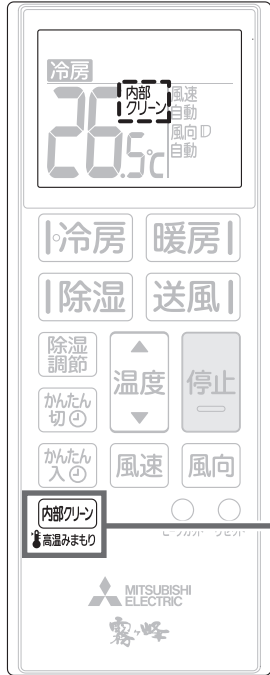 冷房
内部
クリーン
風速
自動
26.5℃
風向
自動
冷房
暖房
除湿
送風
除湿
調節
温度
停止
かんたん
切
かんたん
入
風速
風向
内部クリーン
高温みまもり
MITSUBISHI
ELECTRIC
霧ヶ峰